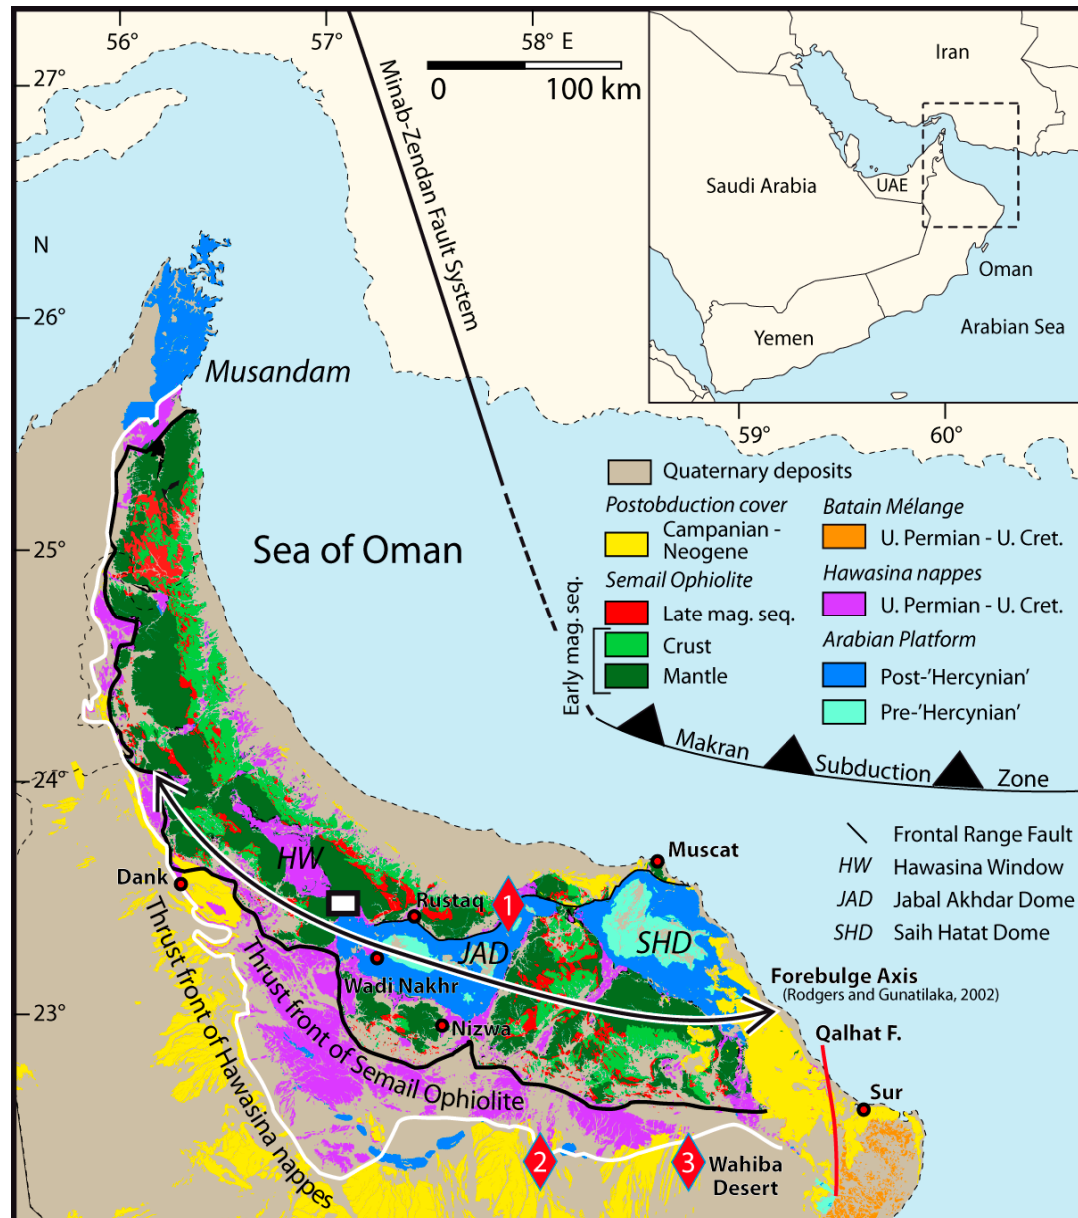 56°
57°
58° E
27°
0
100 km
Minab-Zendan Fault System
Iran
Saudi Arabia
UAE
Oman
Yemen
Arabian Sea
N
26°
Musandam
59°
60°
Quaternary deposits
Postobduction cover
Campanian -
Neogene
Semail Ophiolite
Late mag. seq.
Crust
Mantle
Early mag. seq.
Batain Mélange
U. Permian - U. Cret.
Hawasina nappes
U. Permian - U. Cret.
Arabian Platform
Post-'Hercynian'
Pre-'Hercynian'
25°
Sea of Oman
Makran
Subduction
Zone
24°
Frontal Range Fault
HW Hawasina Window
JAD Jabal Akhdar Dome
SHD Saih Hatat Dome
HW
Muscat
Dank
Rustaq
1
JAD
SHD
Wadi Nakhr
Forebulge Axis
(Rodgers and Gunatilaka, 2002)
23°
Nizwa
Qalhat F.
Thrust front of Semail Ophiolite
Thrust front of Hawasina nappes
Sur
2
3
Wahiba
Desert